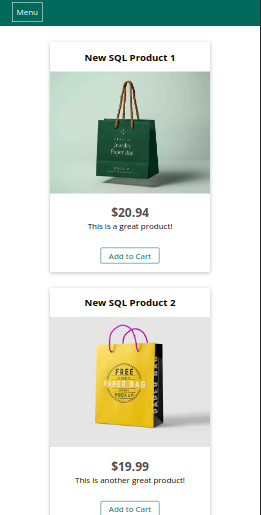 Menu
New SQL Product 1
Jewelry
Paper Bag
MOCKUP
$20.94
This is a great product!
Add to Cart
New SQL Product 2
FREE
PAPER BAG
MOCKUP
PAPER BAG
$19.99
This is another great product!
Add to Cart